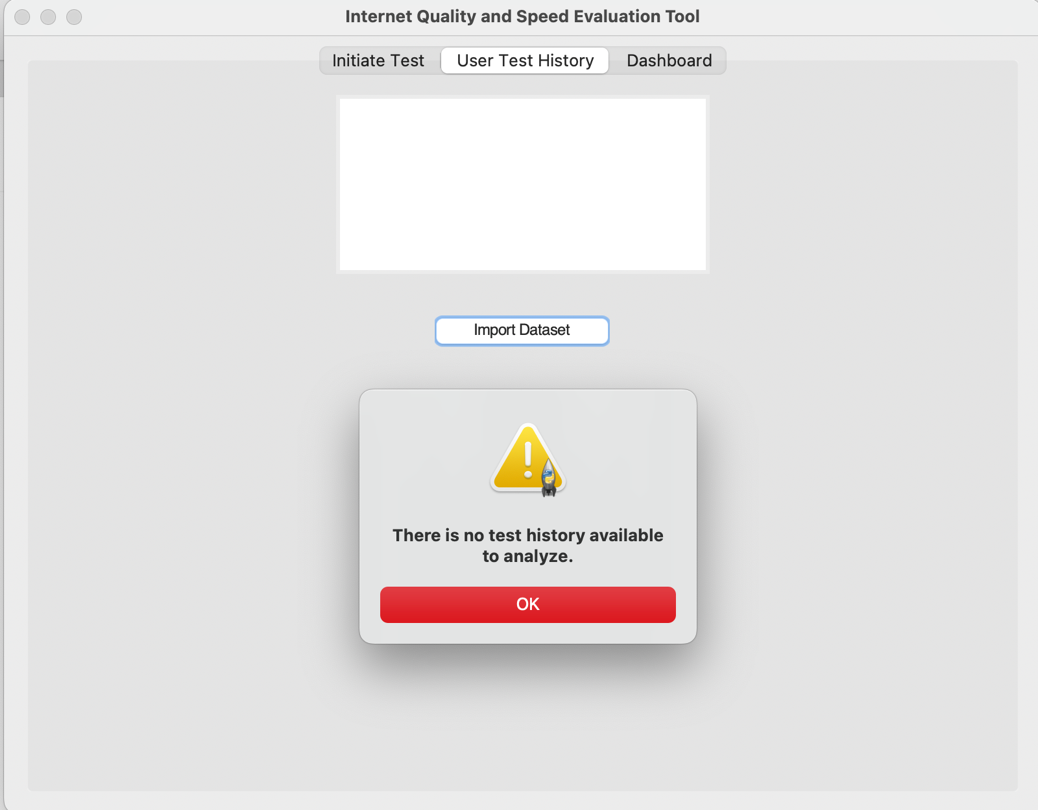 Internet Quality and Speed Evaluation Tool
Initiate Test
User Test History
Dashboard
Import Dataset
There is no test history available
to analyze.
OK